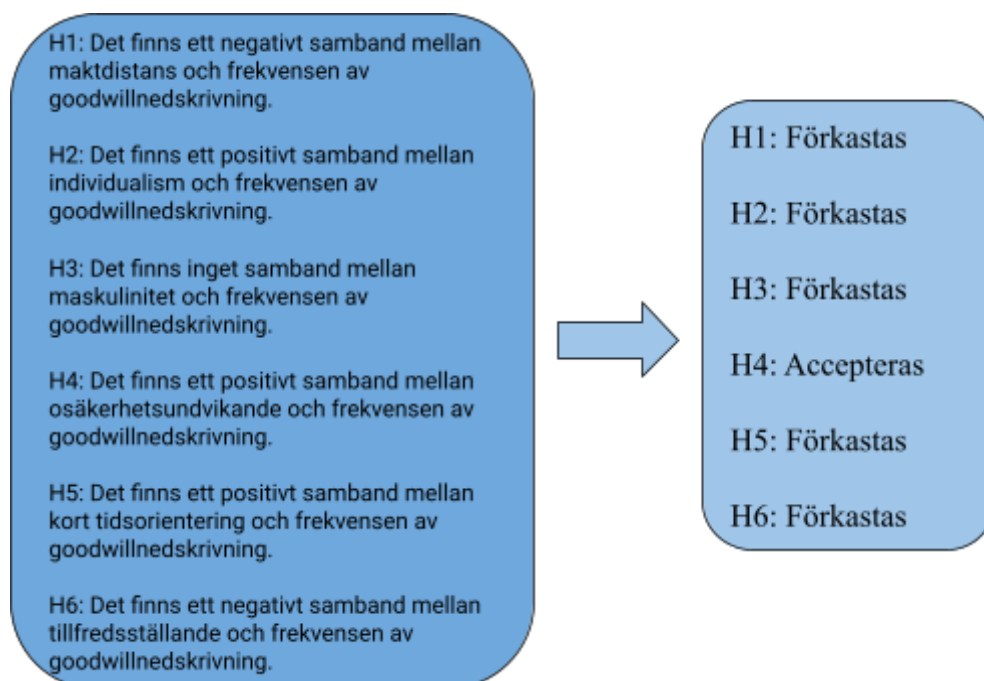 H1: Det finns ett negativt samband mellan
maktdistans och frekvensen av
goodwillnedskrivning.
H2: Det finns ett positivt samband mellan
individualism och frekvensen av
goodwillnedskrivning.
H3: Det finns inget samband mellan
maskulinitet och frekvensen av
goodwillnedskrivning.
H4: Det finns ett positivt samband mellan
osäkerhetsundvikande och frekvensen av
goodwillnedskrivning.
H5: Det finns ett positivt samband mellan
kort tidsorientering och frekvensen av
goodwillnedskrivning.
H6: Det finns ett negativt samband mellan
tillfredsställande och frekvensen av
goodwillnedskrivning.
H1: Förkastas
H2: Förkastas
H3: Förkastas
H4: Accepteras
H5: Förkastas
H6: Förkastas